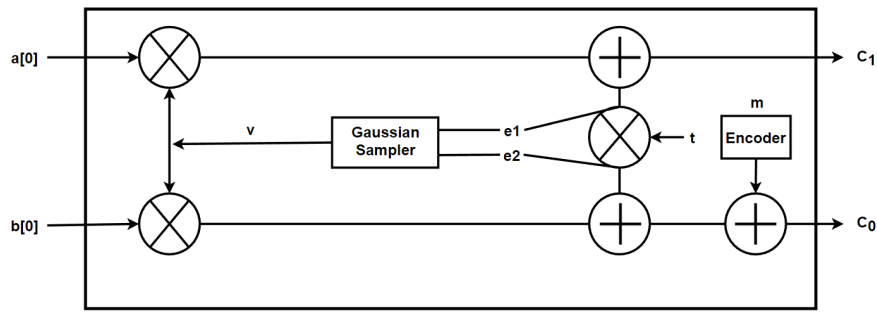 a[0]
C1
m
v
Gaussian
Sampler
e1
t
Encoder
e2
b[0]
C0